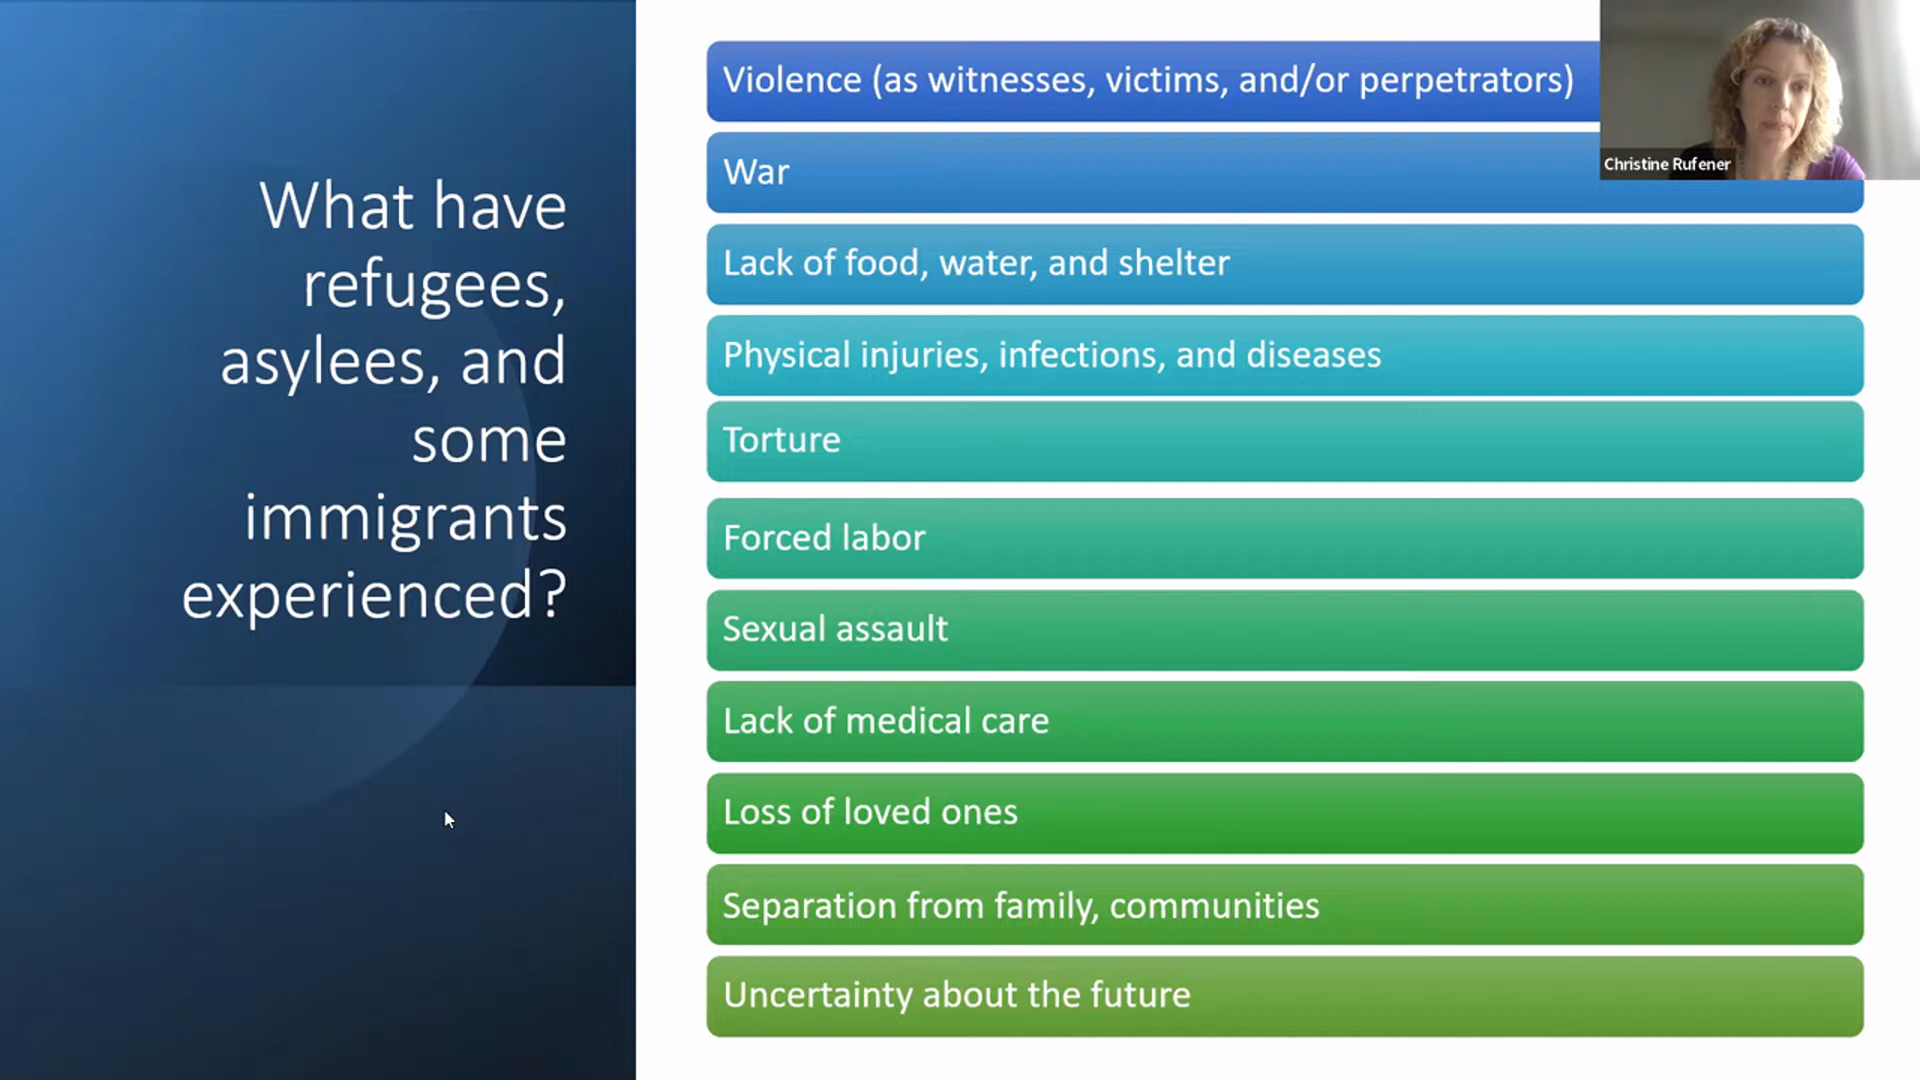 What have
refugees,
asylees, and
some
immigrants
experienced?
Violence (as witnesses, victims, and/or perpetrators)
War
Lack of food, water, and shelter
Physical injuries, infections, and diseases
Torture
Forced labor
Sexual assault
Lack of medical care
Loss of loved ones
Separation from family, communities
Uncertainty about the future
Christine Rufener